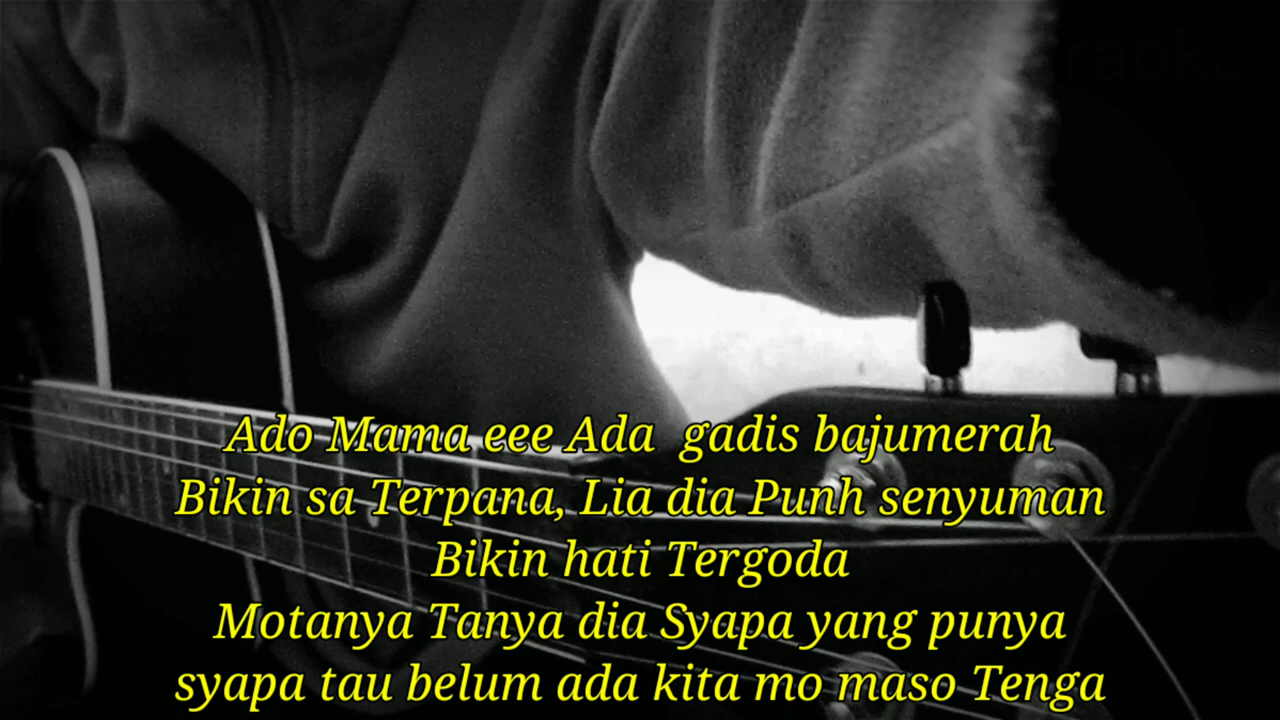 Ado Mama eee Ada  gadis bajumerah
Bikin sa Terpana, Lia dia Punh senyuman
Bikin hati Tergoda
Motanya Tanya dia Syapa yang punya
syapa tau belum ada kita mo maso Tenga